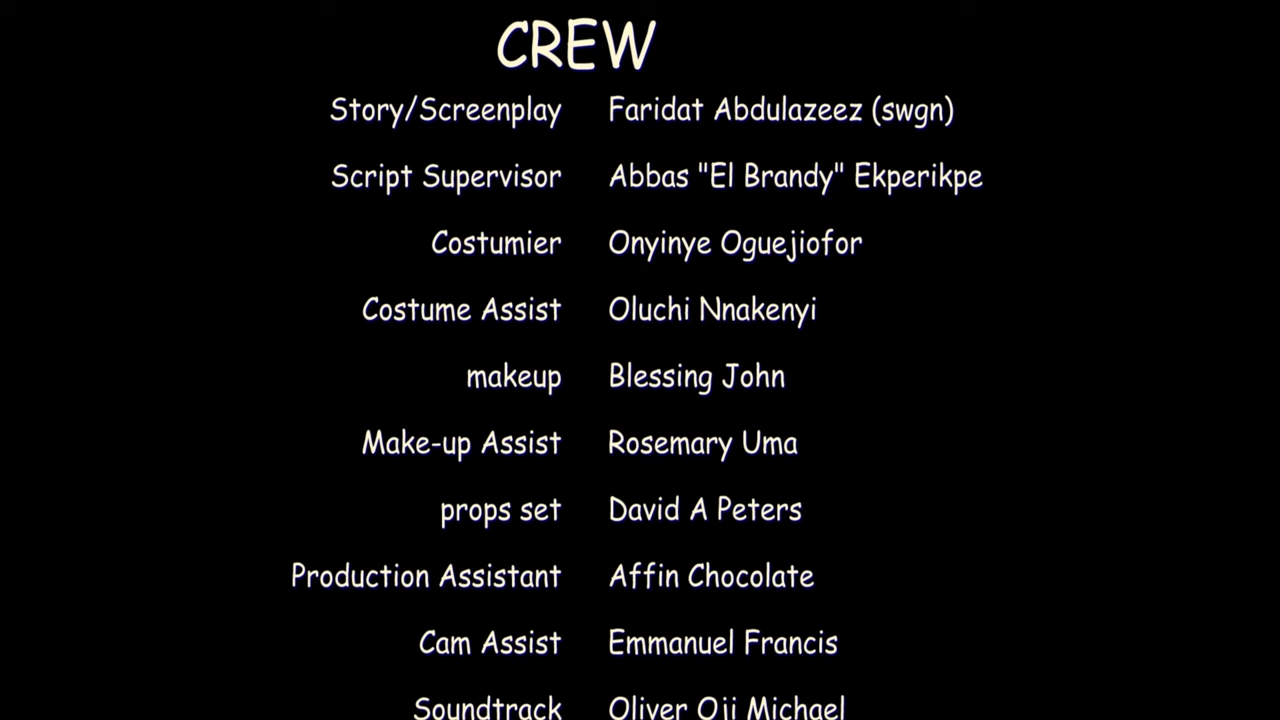 CREW
Story/Screenplay Faridat Abdulazeez (swgn)
Script Supervisor Abbas "El Brandy" Ekperikpe
Costumier Onyinye Oguejiofor
Costume Assist Oluchi Nnakenyi
makeup Blessing John
Make-up Assist Rosemary Uma
props set David A Peters
Production Assistant Affin Chocolate
Cam Assist Emmanuel Francis
Soundtrack Oliver Oji Michael